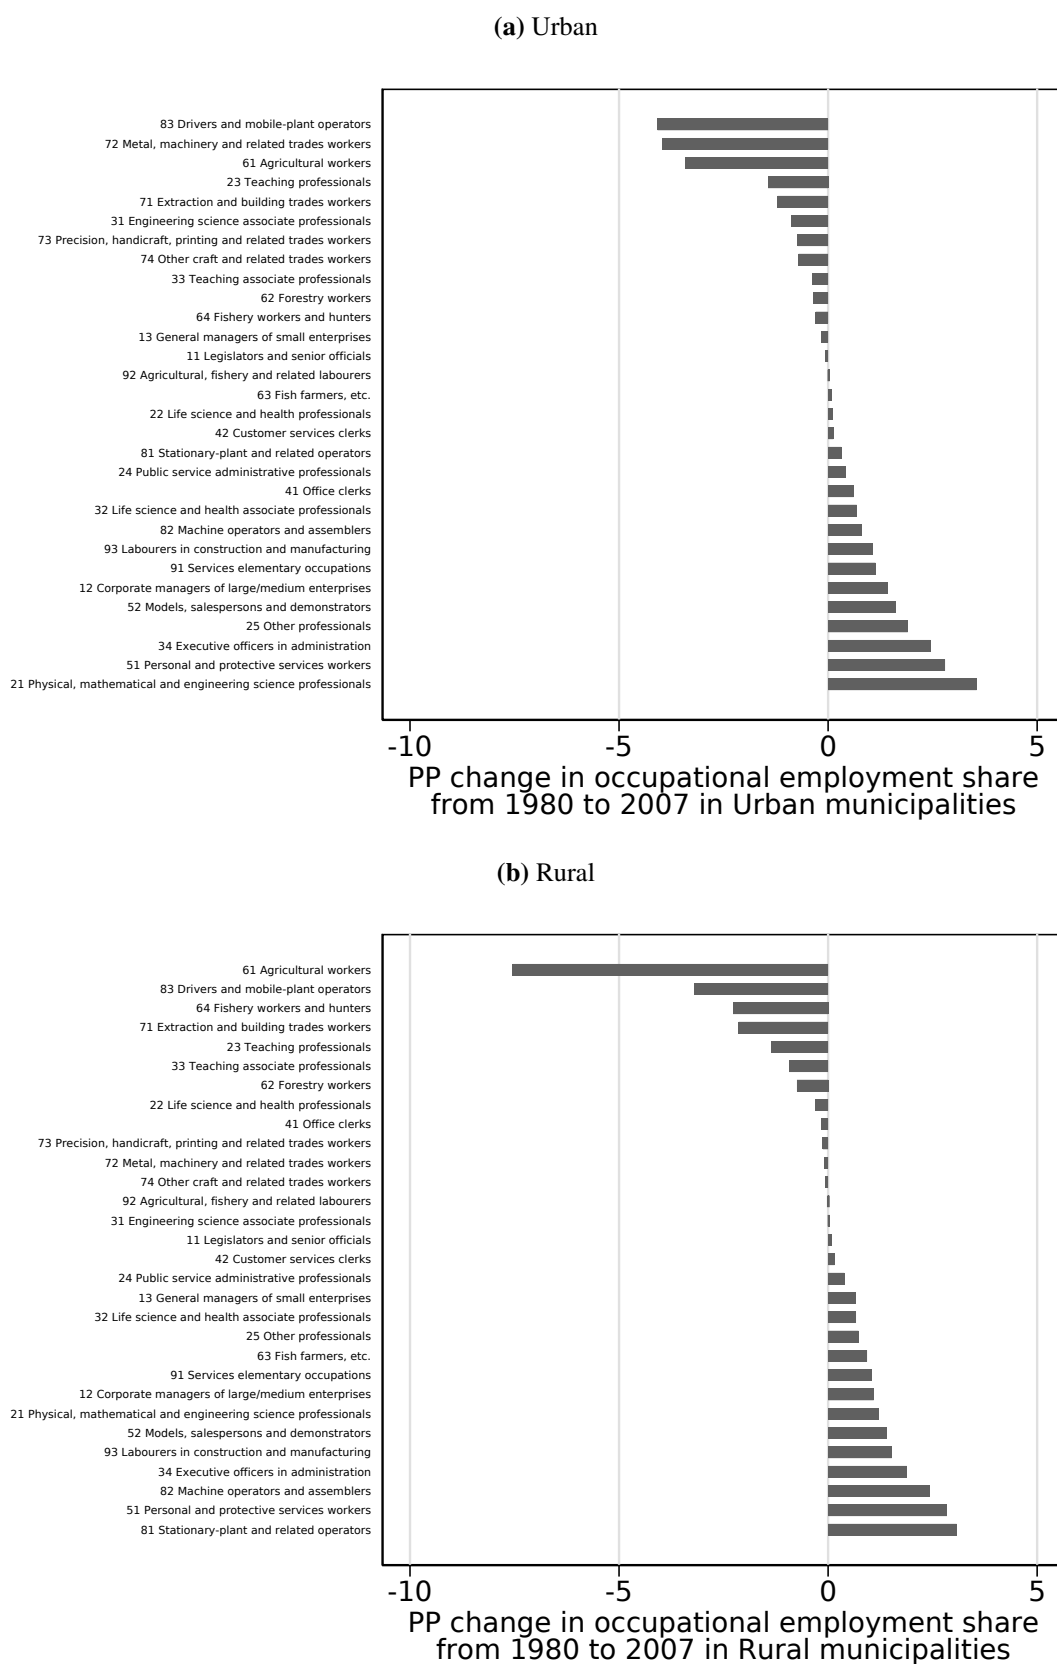 (a) Urban
83 Drivers and mobile-plant operators
72 Metal, machinery and related trades workers
61 Agricultural workers
23 Teaching professionals
71 Extraction and building trades workers
31 Engineering science associate professionals
73 Precision, handicraft, printing and related trades workers
74 Other craft and related trades workers
33 Teaching associate professionals
62 Forestry workers
64 Fishery workers and hunters
13 General managers of small enterprises
11 Legislators and senior officials
92 Agricultural, fishery and related labourers
63 Fish farmers, etc.
22 Life science and health professionals
42 Customer services clerks
81 Stationary-plant and related operators
24 Public service administrative professionals
41 Office clerks
32 Life science and health associate professionals
82 Machine operators and assemblers
93 Labourers in construction and manufacturing
91 Services elementary occupations
12 Corporate managers of large/medium enterprises
52 Models, salespersons and demonstrators
25 Other professionals
34 Executive officers in administration
51 Personal and protective services workers
21 Physical, mathematical and engineering science professionals
-10 -5 0 5
PP change in occupational employment share
from 1980 to 2007 in Urban municipalities
(b) Rural
61 Agricultural workers
83 Drivers and mobile-plant operators
64 Fishery workers and hunters
71 Extraction and building trades workers
23 Teaching professionals
33 Teaching associate professionals
62 Forestry workers
22 Life science and health professionals
41 Office clerks
73 Precision, handicraft, printing and related trades workers
72 Metal, machinery and related trades workers
74 Other craft and related trades workers
92 Agricultural, fishery and related labourers
31 Engineering science associate professionals
11 Legislators and senior officials
42 Customer services clerks
24 Public service administrative professionals
13 General managers of small enterprises
32 Life science and health associate professionals
25 Other professionals
63 Fish farmers, etc.
91 Services elementary occupations
12 Corporate managers of large/medium enterprises
21 Physical, mathematical and engineering science professionals
52 Models, salespersons and demonstrators
93 Labourers in construction and manufacturing
34 Executive officers in administration
82 Machine operators and assemblers
51 Personal and protective services workers
81 Stationary-plant and related operators
-10 -5 0 5
PP change in occupational employment share
from 1980 to 2007 in Rural municipalities